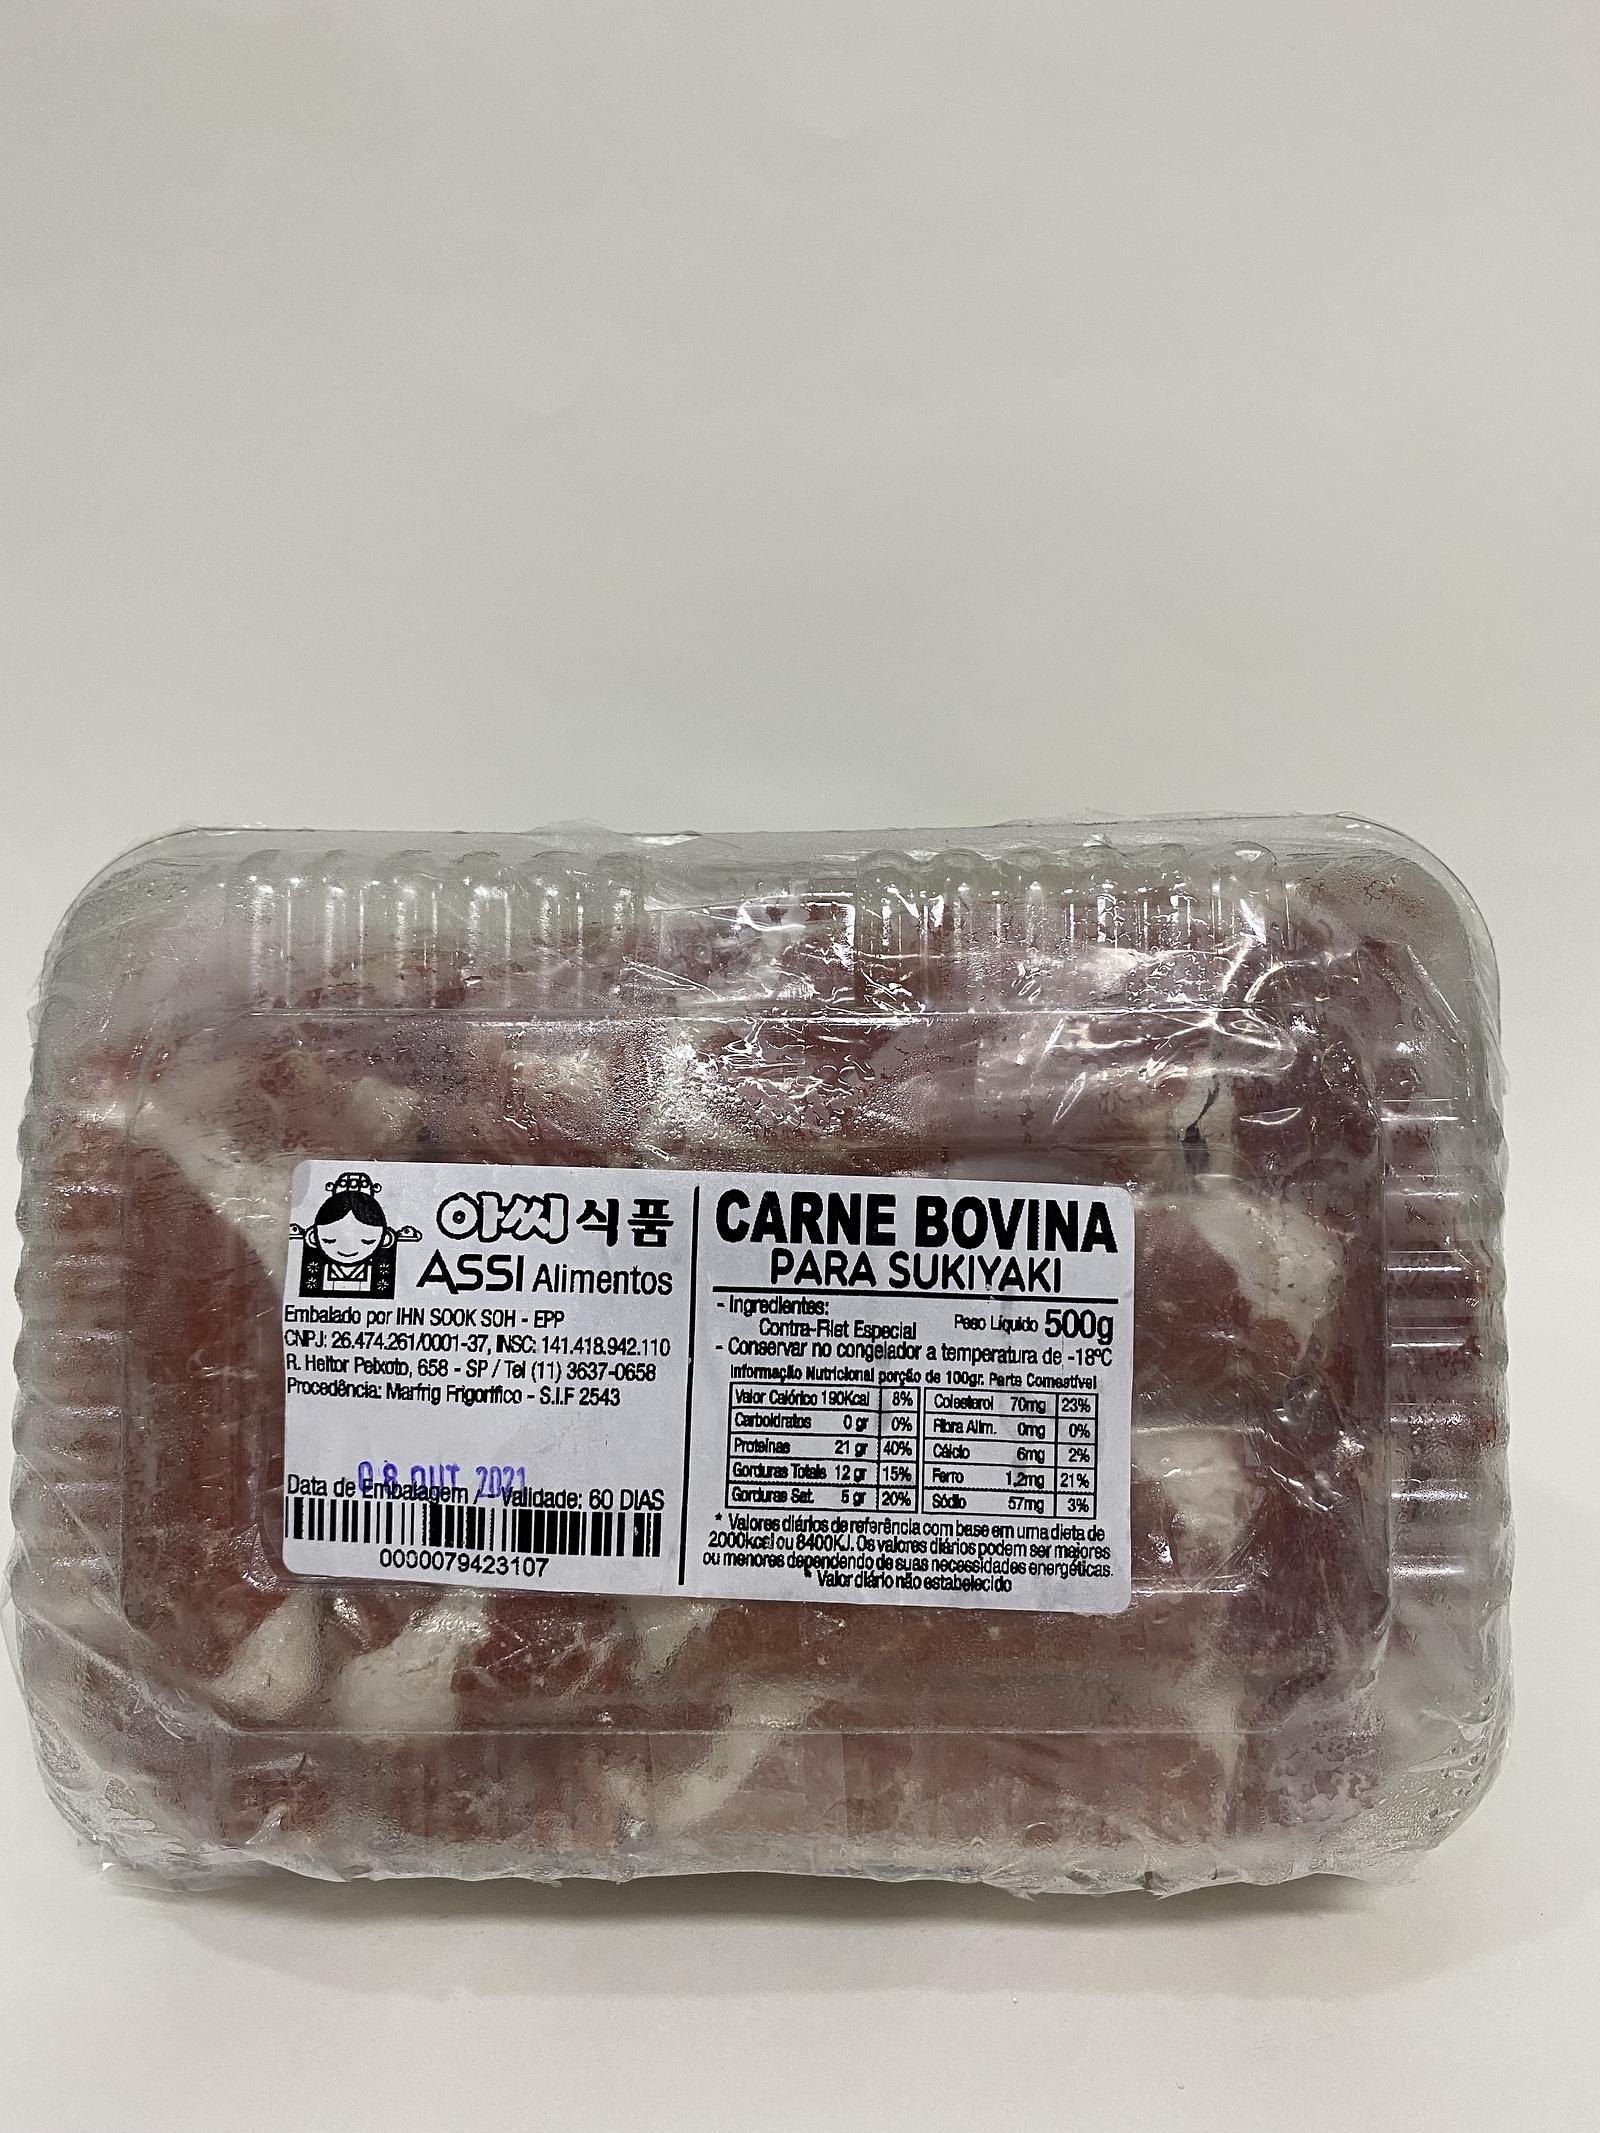 아씨 식품
ASSI Alimentos
Embalado por IHN SOOK SOH - EPP
CNPJ: 26.474.261/0001-37, INSC: 141.418.942.110
R. Heitor Peixoto, 658 - SP / Tel (11) 3637-0658
Procedência: Marfrig Frigorífico - S.I.F 2543
08 OUT 2021
Data de Embalagem / Validade: 60 DIAS
0000079423107
CARNE BOVINA
PARA SUKIYAKI
- Ingredientes:
Contra-Filet Especial
Peso Líquido 500g
- Conservar no congelador a temperatura de -18ºC
Informação Nutricional porção de 100gr. Parte Comestível
Valor Calórico 190Kcal 8% Colesterol 70mg 23%
Carboidratos 0 gr 0% Fibra Alim. 0mg 0%
Proteínas 21 gr 40% Cálcio 6mg 2%
Gorduras Totais 12 gr 15% Ferro 1,2mg 21%
Gorduras Sat. 5 gr 20% Sódio 57mg 3%
* Valores diários de referência com base em uma dieta de
2000kcal ou 8400KJ. Os valores diários podem ser maiores
ou menores dependendo de suas necessidades energéticas.
* Valor diário não estabelecido